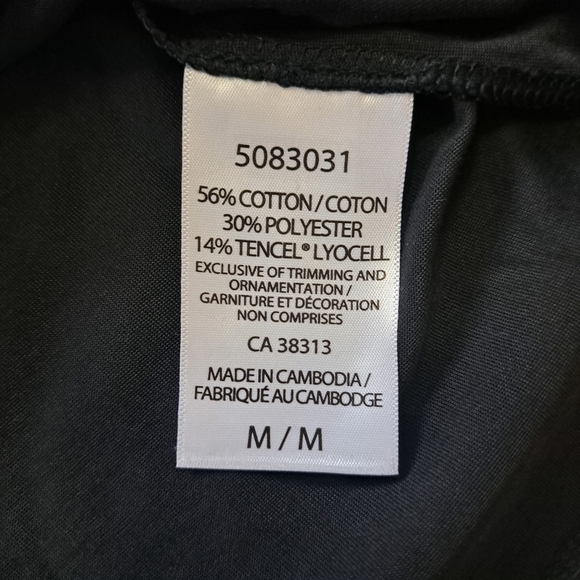 5083031
56% COTTON / COTON
30% POLYESTER
14% TENCEL® LYOCELL
EXCLUSIVE OF TRIMMING AND
ORNAMENTATION /
GARNITURE ET DÉCORATION
NON COMPRISES
CA 38313
MADE IN CAMBODIA /
FABRIQUÉ AU CAMBODGE
M / M